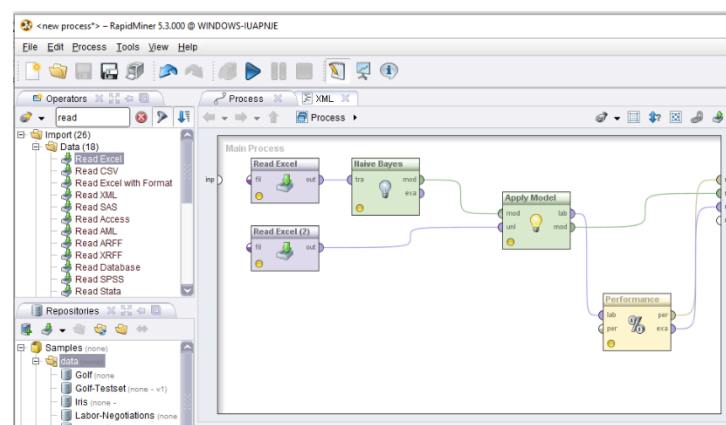 <new process*> – RapidMiner 5.3.000 @ WINDOWS-IUAPNJE
File Edit Process Tools View Help
Operators
read
Import (26)
Data (18)
Read Excel
Read CSV
Read Excel with Format
Read XML
Read SAS
Read Access
Read AML
Read ARFF
Read XRFF
Read Database
Read SPSS
Read Stata
Repositories
Samples (none)
data
Golf (none
Golf-Testset (none - v1)
Iris (none -
Labor-Negotiations (none
Process
XML
Process
Main Process
inp
Read Excel
fil out
Naive Bayes
tra mod
exa
Read Excel (2)
fil out
Apply Model
mod lab
unl mod
Performance
lab per
per exa
%